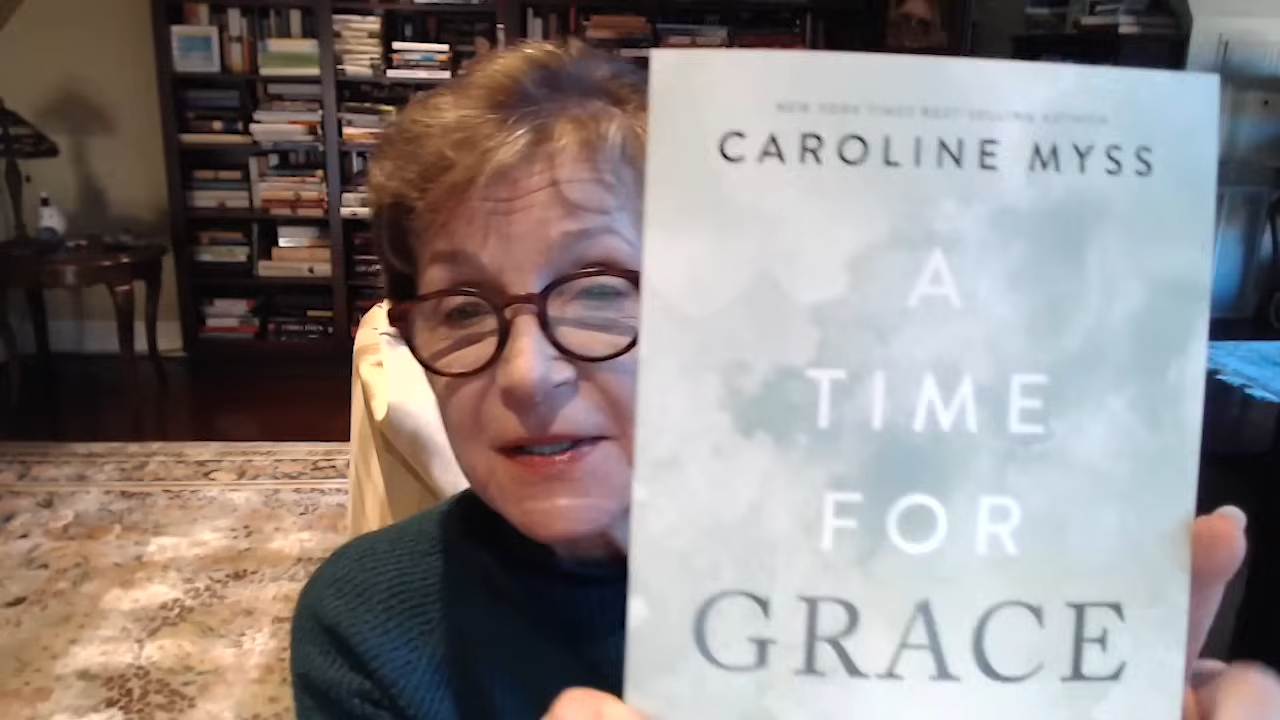 NEW YORK TIMES BEST-SELLING AUTHOR
CAROLINE MYSS
A
TIME
FOR
GRACE